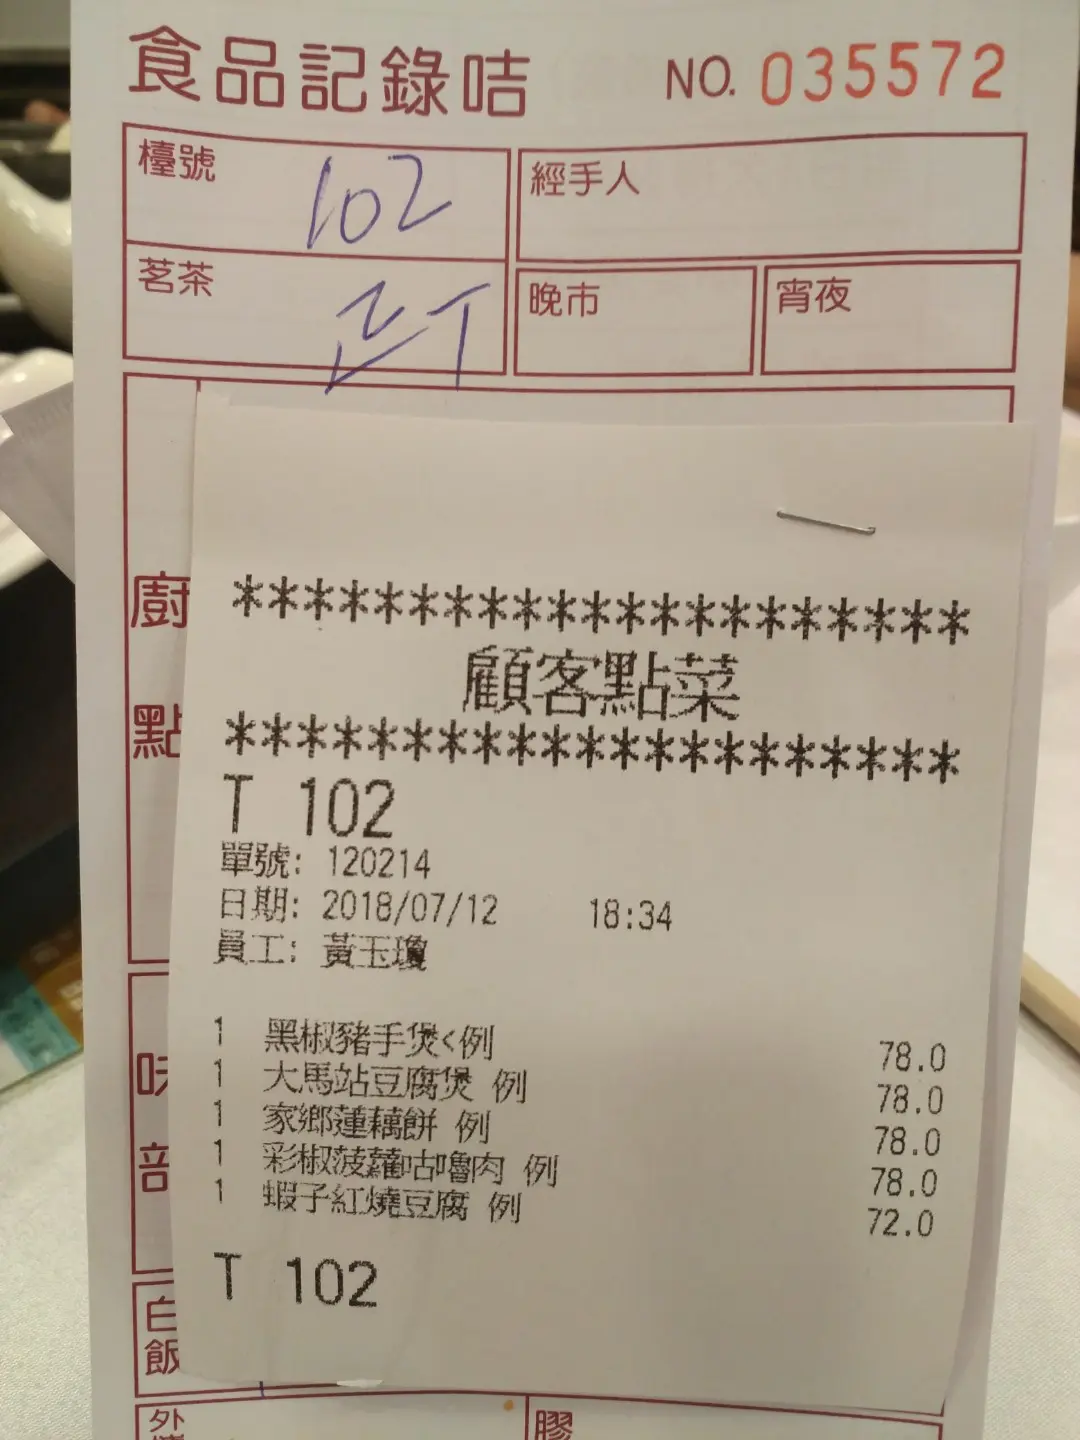 食品記錄咭 NO. 035572
檯號 102 經手人
茗茶 晚市 宵夜
廚點
********************* 
顧客點菜
*********************
T 102
單號: 120214
日期: 2018/07/12 18:34
員工: 黃玉瓊
1 黑椒豬手煲<例 78.0
1 大馬站豆腐煲 例 78.0
1 家鄉蓮藕餅 例 78.0
1 彩椒菠蘿咕嚕肉 例 78.0
1 蝦子紅燒豆腐 例 72.0
T 102
味部
白飯
外
膠